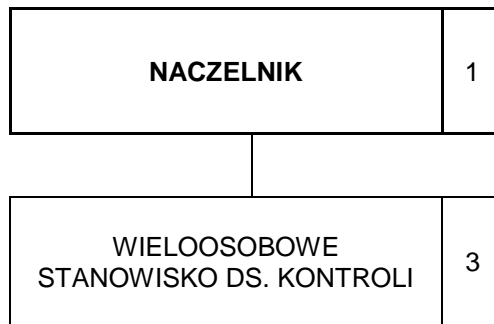 NACZELNIK
1
WIELOOSOBOWE
STANOWISKO DS. KONTROLI
3